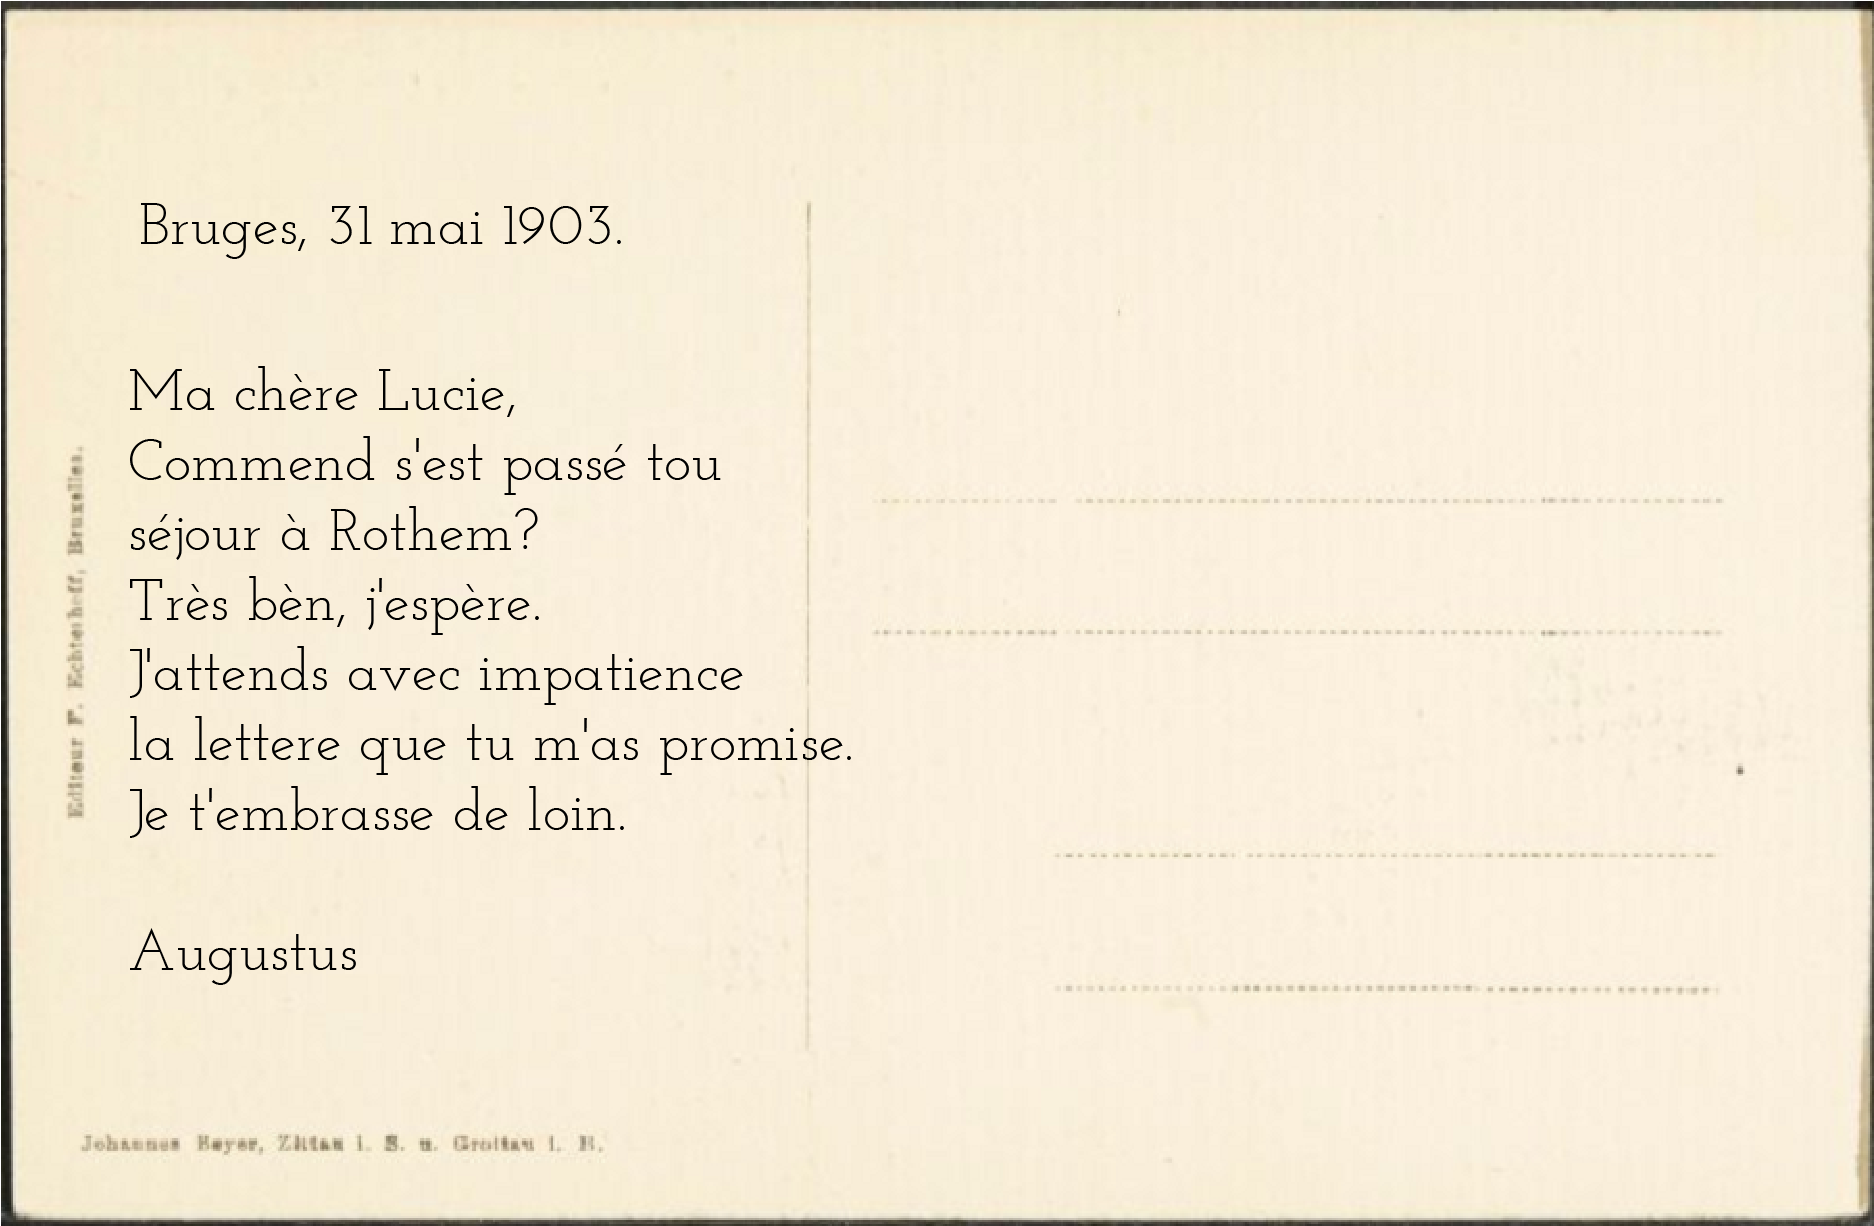 Bruges, 31 mai 1903.
Ma chère Lucie,
Commend s'est passé tou
séjour à Rothem?
Très bèn, j'espère.
J'attends avec impatience
la lettere que tu m'as promise.
Je t'embrasse de loin.
Augustus
Editeur F. Echterhoff, Bruxelles.
Johannes Beyer, Zittau i. S. u. Grottau i. B.